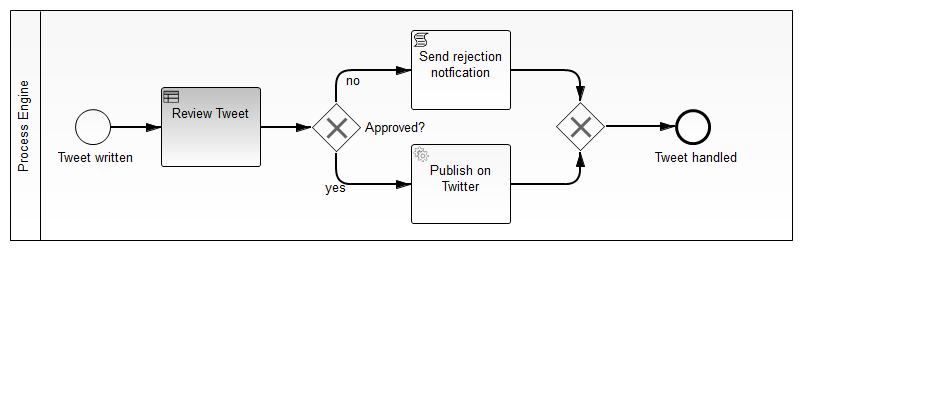 Process Engine
Tweet written
Review Tweet
Approved?
no
yes
Send rejection
notfication
Publish on
Twitter
Tweet handled